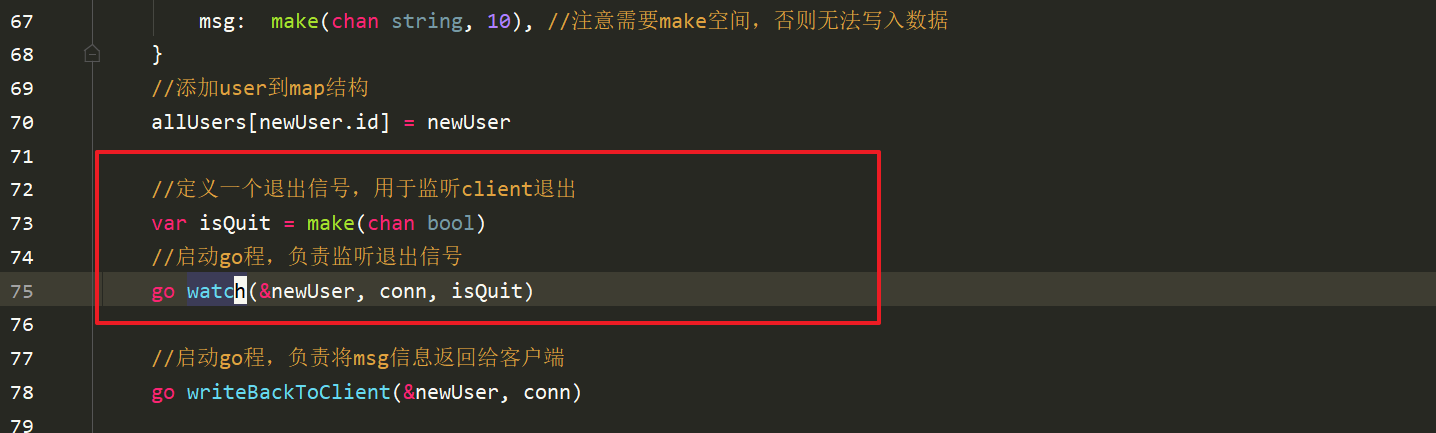 67 msg: make(chan string, 10), //注意需要make空间，否则无法写入数据
68 }
69 //添加user到map结构
70 allUsers[newUser.id] = newUser
71
72 //定义一个退出信号，用于监听client退出
73 var isQuit = make(chan bool)
74 //启动go程，负责监听退出信号
75 go watch(&newUser, conn, isQuit)
76
77 //启动go程，负责将msg信息返回给客户端
78 go writeBackToClient(&newUser, conn)
79